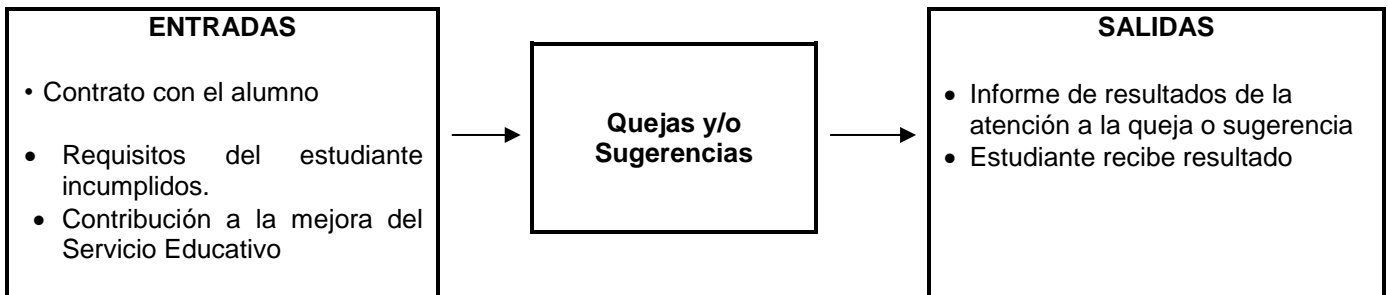 ENTRADAS
• Contrato con el alumno
• Requisitos del estudiante
incumplidos.
• Contribución a la mejora del
Servicio Educativo
Quejas y/o
Sugerencias
SALIDAS
• Informe de resultados de la
atención a la queja o sugerencia
• Estudiante recibe resultado